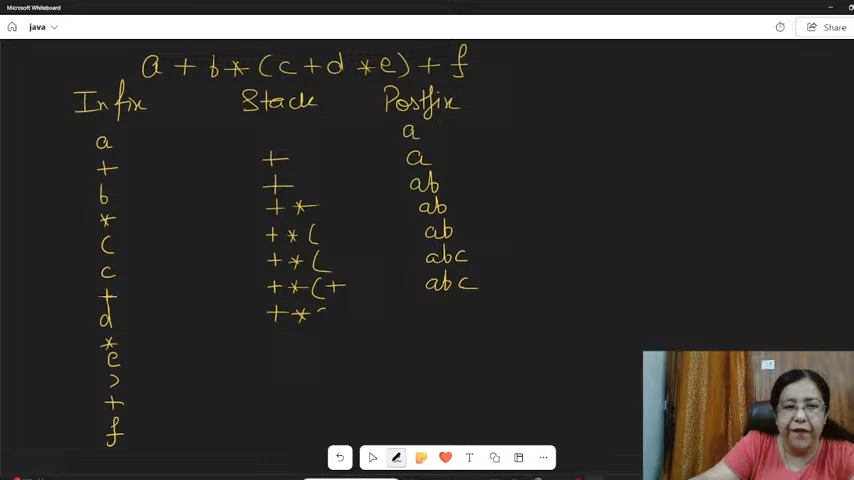 Microsoft Whiteboard
java
Share
a + b * (c + d * e) + f
Infix Stack Postfix
a a
+ + a
b + ab
* + * ab
( + * ( ab
c + * ( abc
+ + * ( + abc
d + *
*
e
)
+
f
T